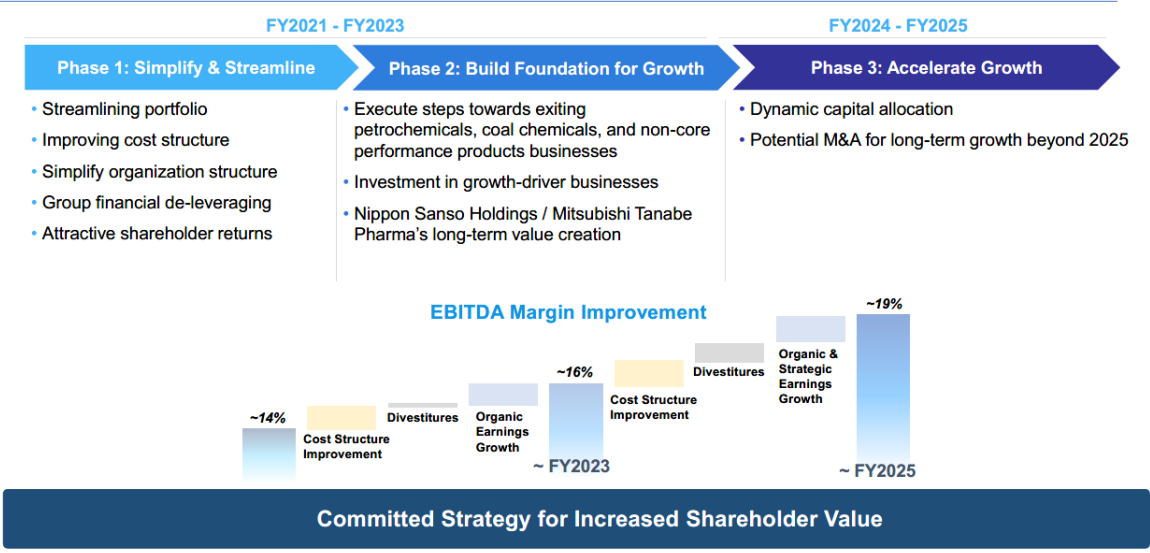 FY2021 - FY2023
FY2024 - FY2025
Phase 1: Simplify & Streamline
Phase 2: Build Foundation for Growth
Phase 3: Accelerate Growth
• Streamlining portfolio
• Improving cost structure
• Simplify organization structure
• Group financial de-leveraging
• Attractive shareholder returns
• Execute steps towards exiting
petrochemicals, coal chemicals, and non-core
performance products businesses
• Investment in growth-driver businesses
• Nippon Sanso Holdings / Mitsubishi Tanabe
Pharma's long-term value creation
• Dynamic capital allocation
• Potential M&A for long-term growth beyond 2025
EBITDA Margin Improvement
~14%
Cost Structure
Improvement
Divestitures
Organic
Earnings
Growth
~16%
~ FY2023
Cost Structure
Improvement
Divestitures
Organic &
Strategic
Earnings
Growth
~19%
~ FY2025
Committed Strategy for Increased Shareholder Value